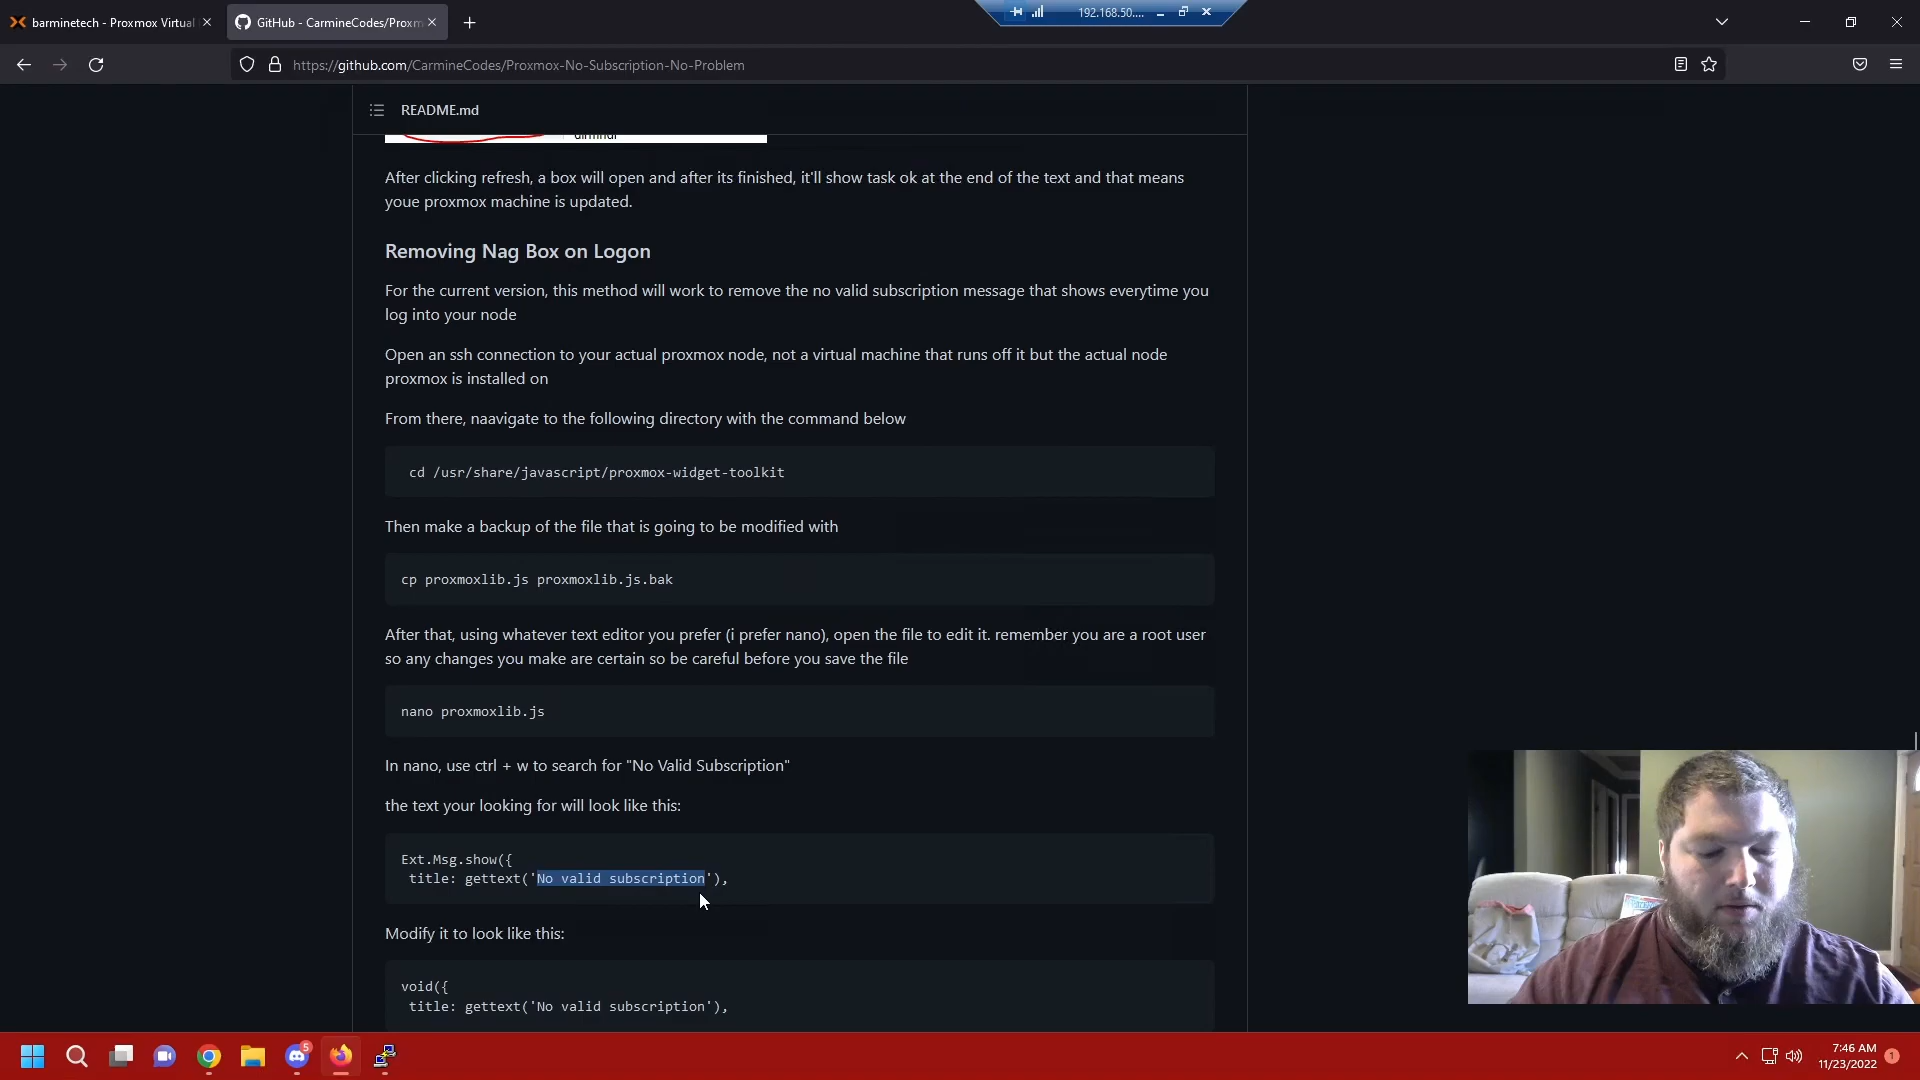 barminetech - Proxmox Virtual
GitHub - CarmineCodes/Proxm
192.168.50....
https://github.com/CarmineCodes/Proxmox-No-Subscription-No-Problem
README.md
After clicking refresh, a box will open and after its finished, it'll show task ok at the end of the text and that means
youe proxmox machine is updated.
Removing Nag Box on Logon
For the current version, this method will work to remove the no valid subscription message that shows everytime you
log into your node
Open an ssh connection to your actual proxmox node, not a virtual machine that runs off it but the actual node
proxmox is installed on
From there, naavigate to the following directory with the command below
cd /usr/share/javascript/proxmox-widget-toolkit
Then make a backup of the file that is going to be modified with
cp proxmoxlib.js proxmoxlib.js.bak
After that, using whatever text editor you prefer (i prefer nano), open the file to edit it. remember you are a root user
so any changes you make are certain so be careful before you save the file
nano proxmoxlib.js
In nano, use ctrl + w to search for "No Valid Subscription"
the text your looking for will look like this:
Ext.Msg.show({
title: gettext('No valid subscription'),
Modify it to look like this:
void({
title: gettext('No valid subscription'),
5
7:46 AM
11/23/2022
1